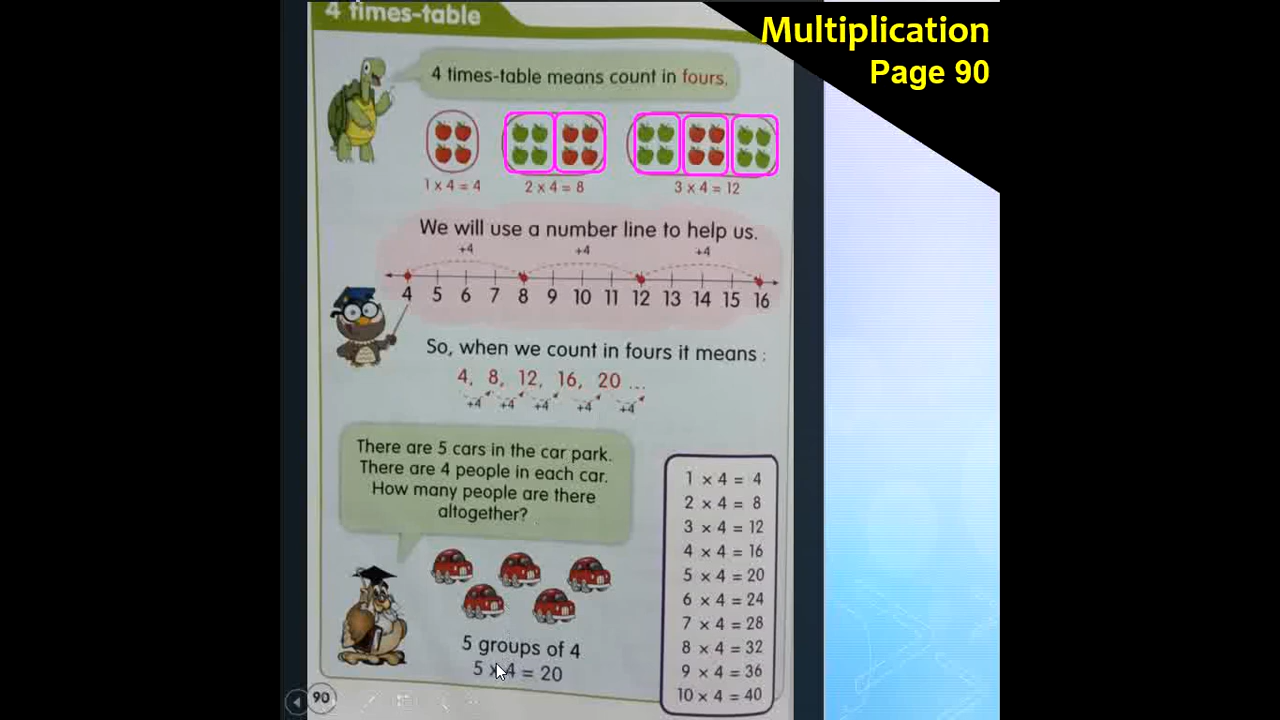 4 times-table
Multiplication
Page 90
4 times-table means count in fours.
1 x 4 = 4
2 x 4 = 8
3 x 4 = 12
We will use a number line to help us.
+4 +4 +4
4 5 6 7 8 9 10 11 12 13 14 15 16
So, when we count in fours it means :
4, 8, 12, 16, 20 ...
+4 +4 +4 +4 +4
There are 5 cars in the car park.
There are 4 people in each car.
How many people are there
altogether?
5 groups of 4
5 x 4 = 20
1 x 4 = 4
2 x 4 = 8
3 x 4 = 12
4 x 4 = 16
5 x 4 = 20
6 x 4 = 24
7 x 4 = 28
8 x 4 = 32
9 x 4 = 36
10 x 4 = 40
90